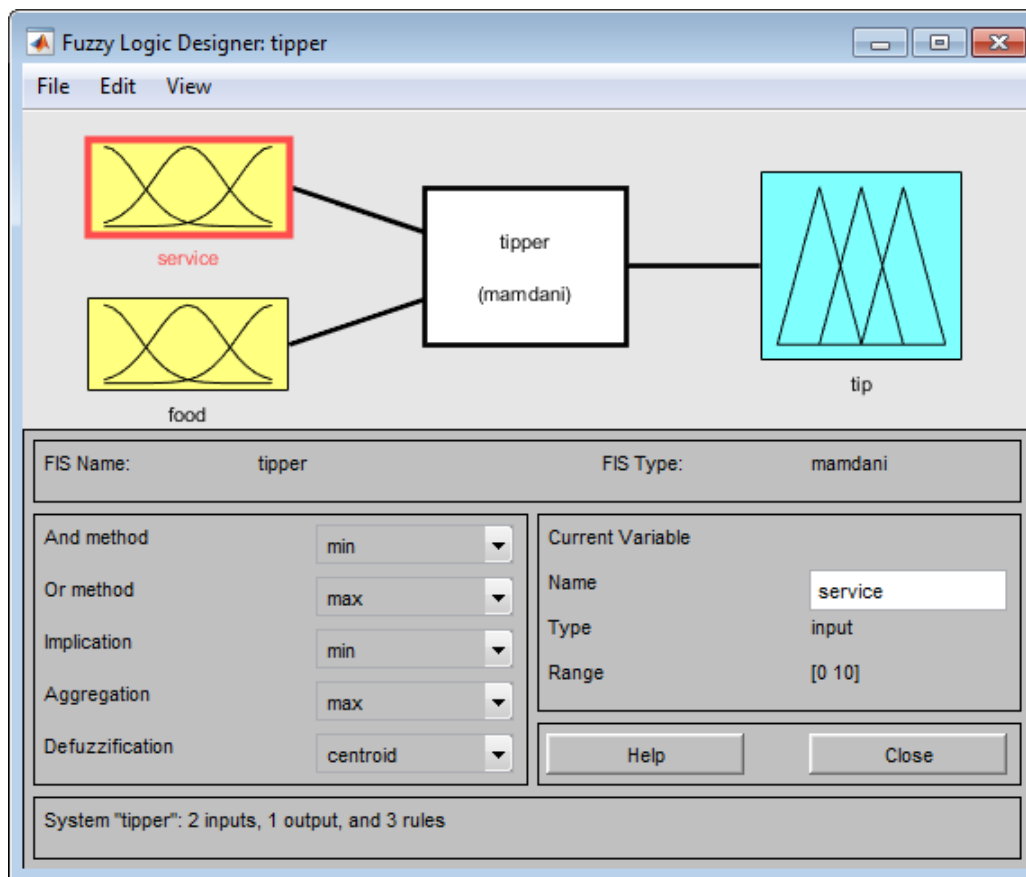 Fuzzy Logic Designer: tipper
File Edit View
service
food
tipper
(mamdani)
tip
FIS Name: tipper FIS Type: mamdani
And method min
Or method max
Implication min
Aggregation max
Defuzzification centroid
Current Variable
Name service
Type input
Range [0 10]
Help Close
System "tipper": 2 inputs, 1 output, and 3 rules